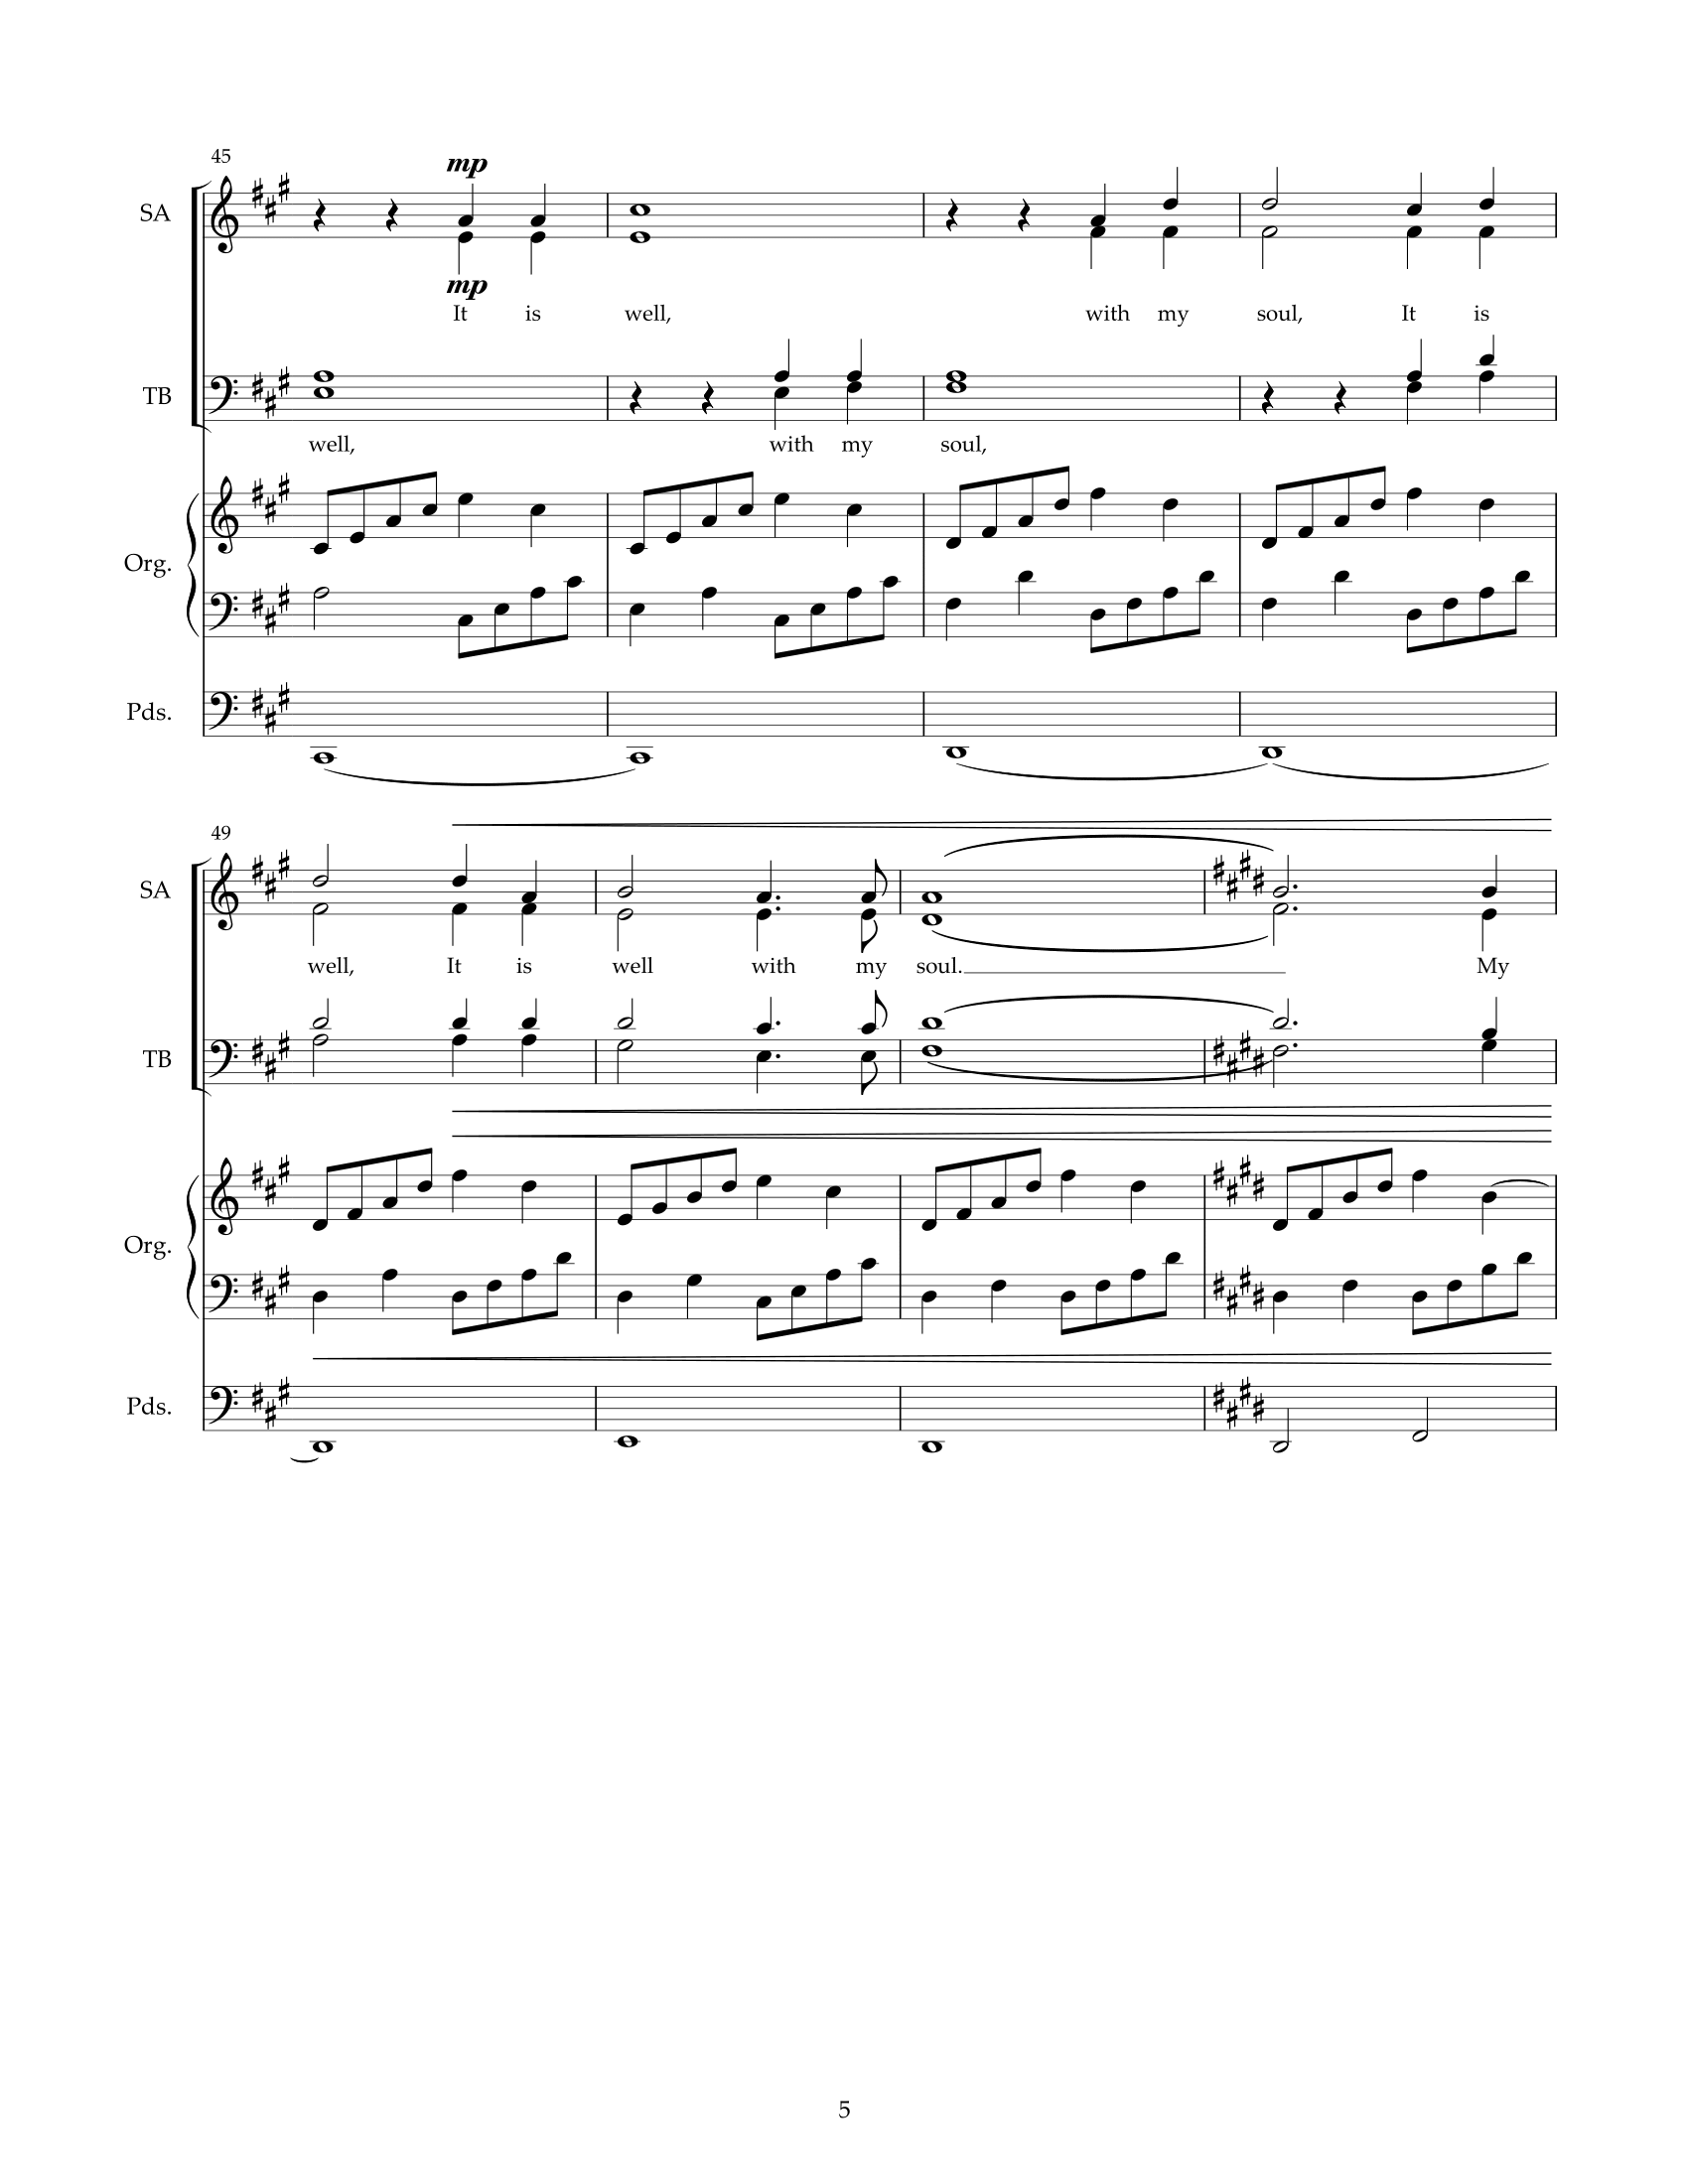 45
mp
SA
mp
It is well, with my soul, It is
TB
well, with my soul,
Org.
Pds.
49
SA
well, It is well with my soul. My
TB
Org.
Pds.
5